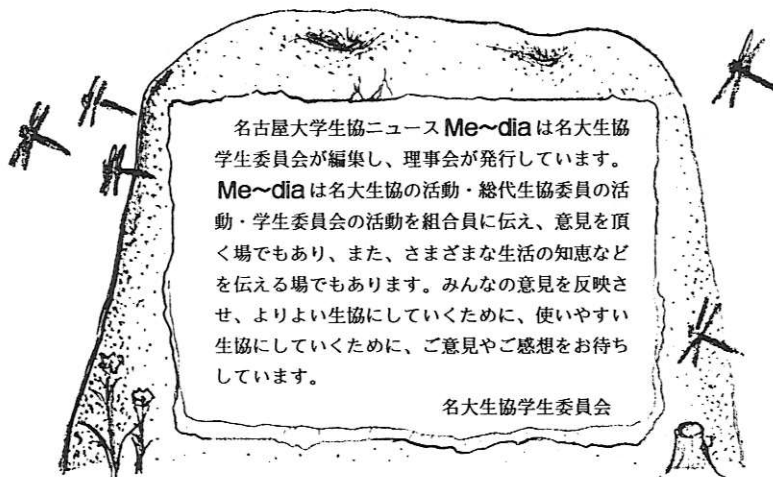 名古屋大学生協ニュース Me～dia は名大生協
学生委員会が編集し、理事会が発行しています。
Me～dia は名大生協の活動・総代生協委員の活
動・学生委員会の活動を組合員に伝え、意見を頂
く場でもあり、また、さまざまな生活の知恵など
を伝える場でもあります。みんなの意見を反映さ
せ、よりよい生協にしていくために、使いやすい
生協にしていくために、ご意見やご感想をお待ち
しています。
名大生協学生委員会